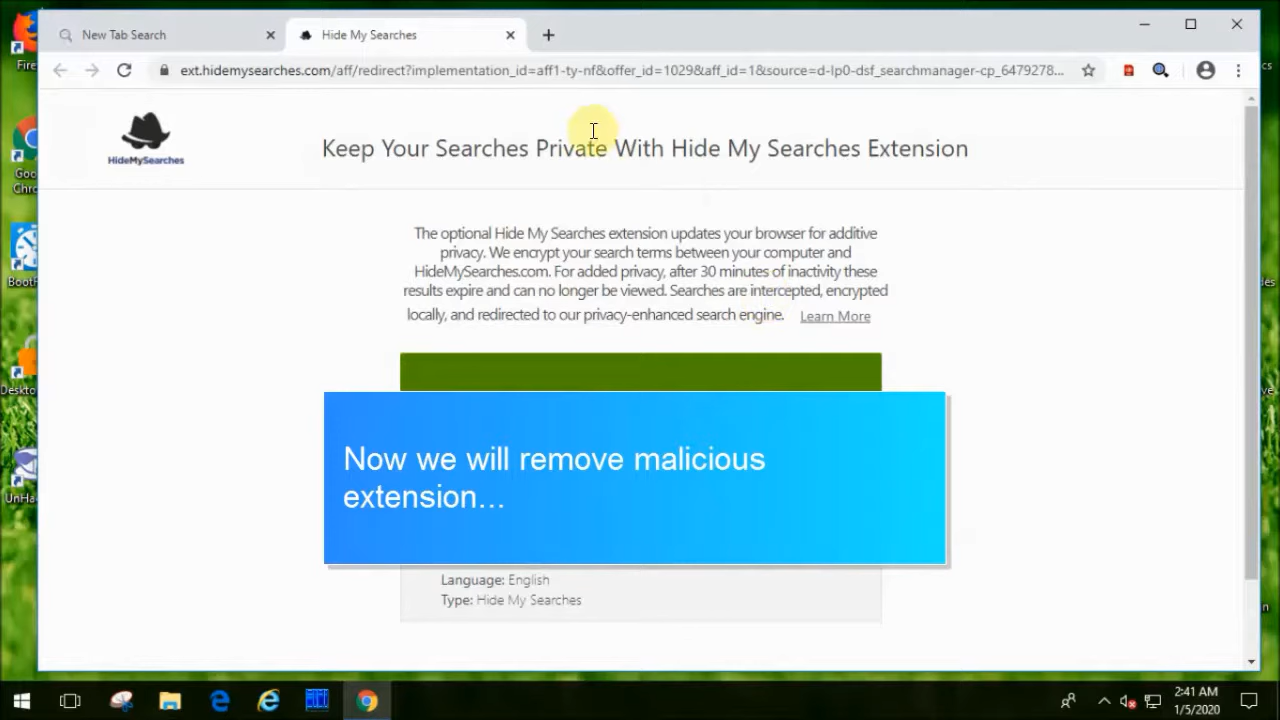 New Tab Search
Hide My Searches
ext.hidemysearches.com/aff/redirect?implementation_id=aff1-ty-nf&offer_id=1029&aff_id=1&source=d-lp0-dsf_searchmanager-cp_6479278...
Fire
HideMySearches
Keep Your Searches Private With Hide My Searches Extension
Goo
Chro
The optional Hide My Searches extension updates your browser for additive
privacy. We encrypt your search terms between your computer and
HideMySearches.com. For added privacy, after 30 minutes of inactivity these
results expire and can no longer be viewed. Searches are intercepted, encrypted
locally, and redirected to our privacy-enhanced search engine. Learn More
Deskto
Now we will remove malicious
extension...
UnHa
Language: English
Type: Hide My Searches
2:41 AM
1/5/2020